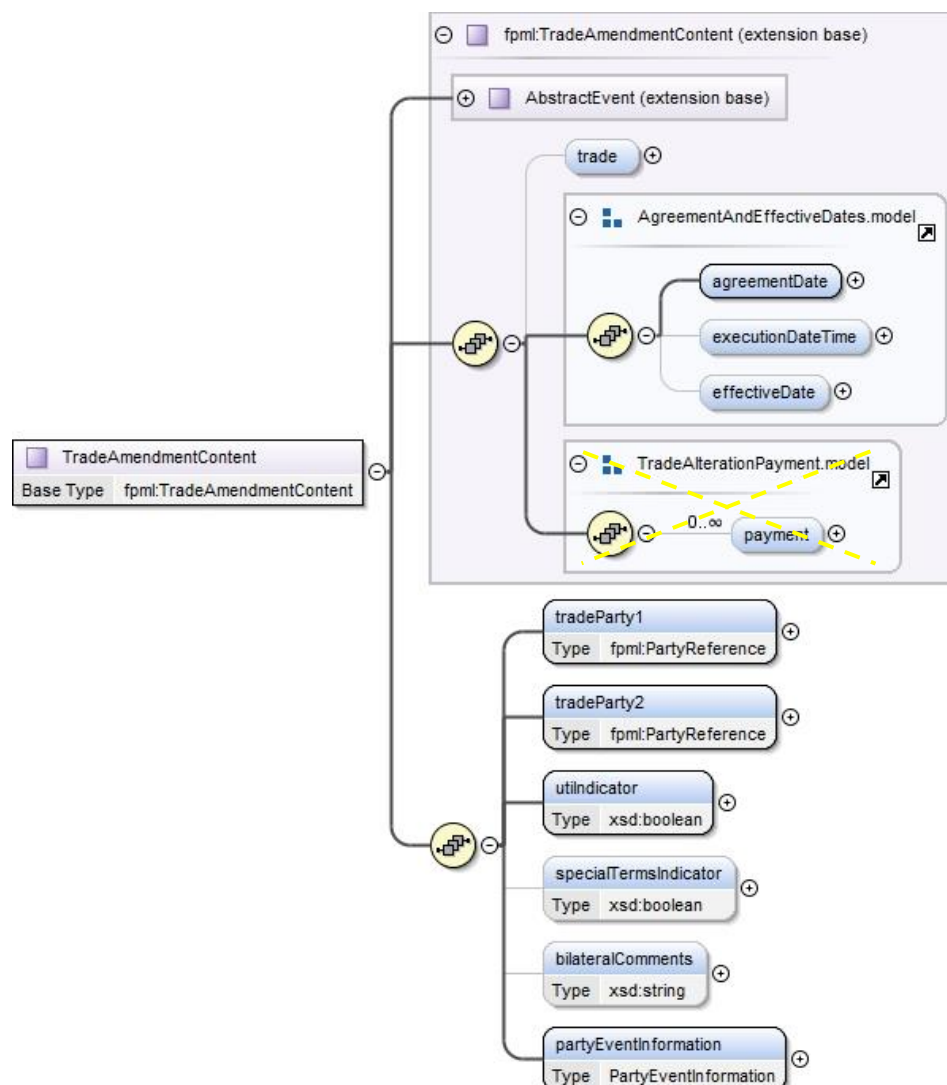 fpml:TradeAmendmentContent (extension base)
AbstractEvent (extension base)
trade
AgreementAndEffectiveDates.model
agreementDate
executionDateTime
effectiveDate
TradeAmendmentContent
Base Type fpml:TradeAmendmentContent
TradeAlterationPayment.model
0..∞
payment
tradeParty1
Type fpml:PartyReference
tradeParty2
Type fpml:PartyReference
utiIndicator
Type xsd:boolean
specialTermsIndicator
Type xsd:boolean
bilateralComments
Type xsd:string
partyEventInformation
Type PartyEventInformation